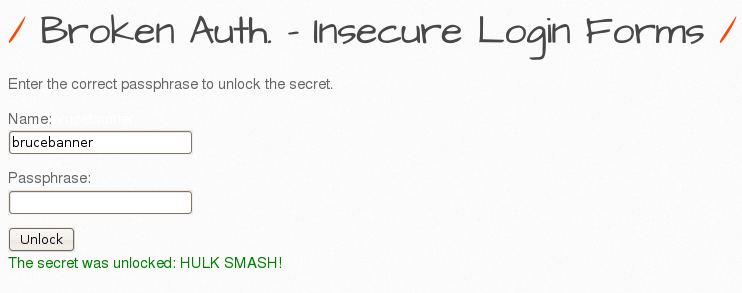 / Broken Auth. - Insecure Login Forms /
Enter the correct passphrase to unlock the secret.
Name:
brucebanner
Passphrase:
Unlock
The secret was unlocked: HULK SMASH!